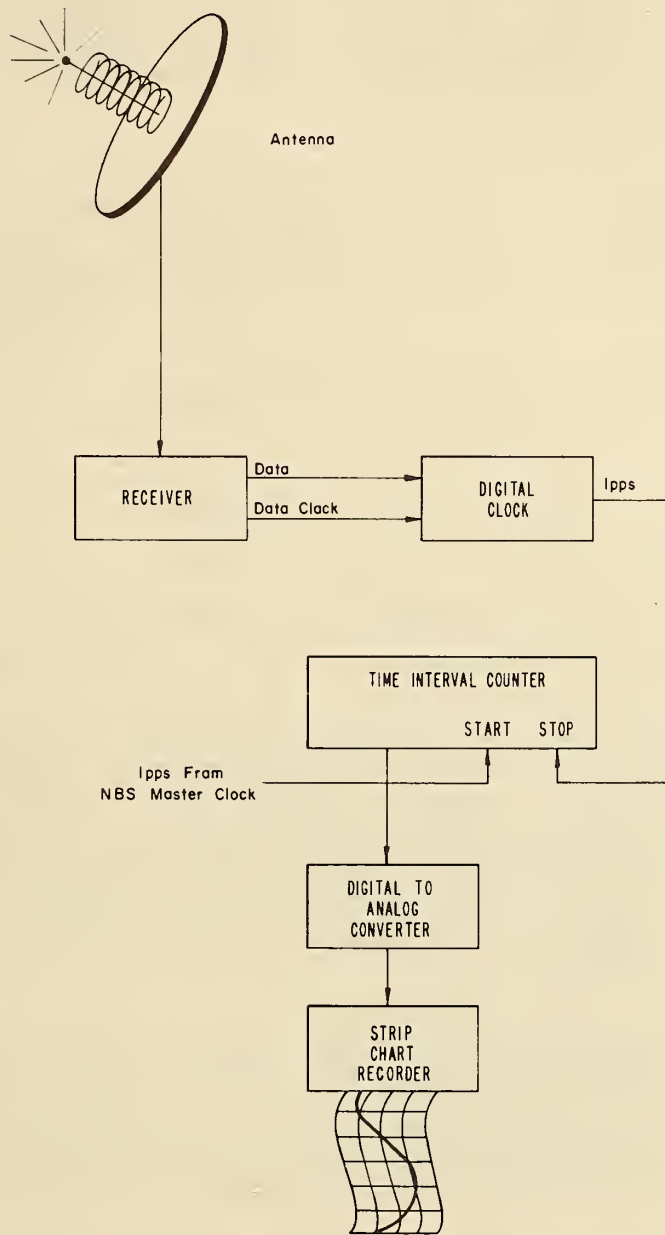 Antenna
RECEIVER
Data
Data Clack
DIGITAL
CLOCK
Ipps
TIME INTERVAL COUNTER
START STOP
Ipps Fram
NBS Master Clock
DIGITAL TO
ANALOG
CONVERTER
STRIP
CHART
RECORDER